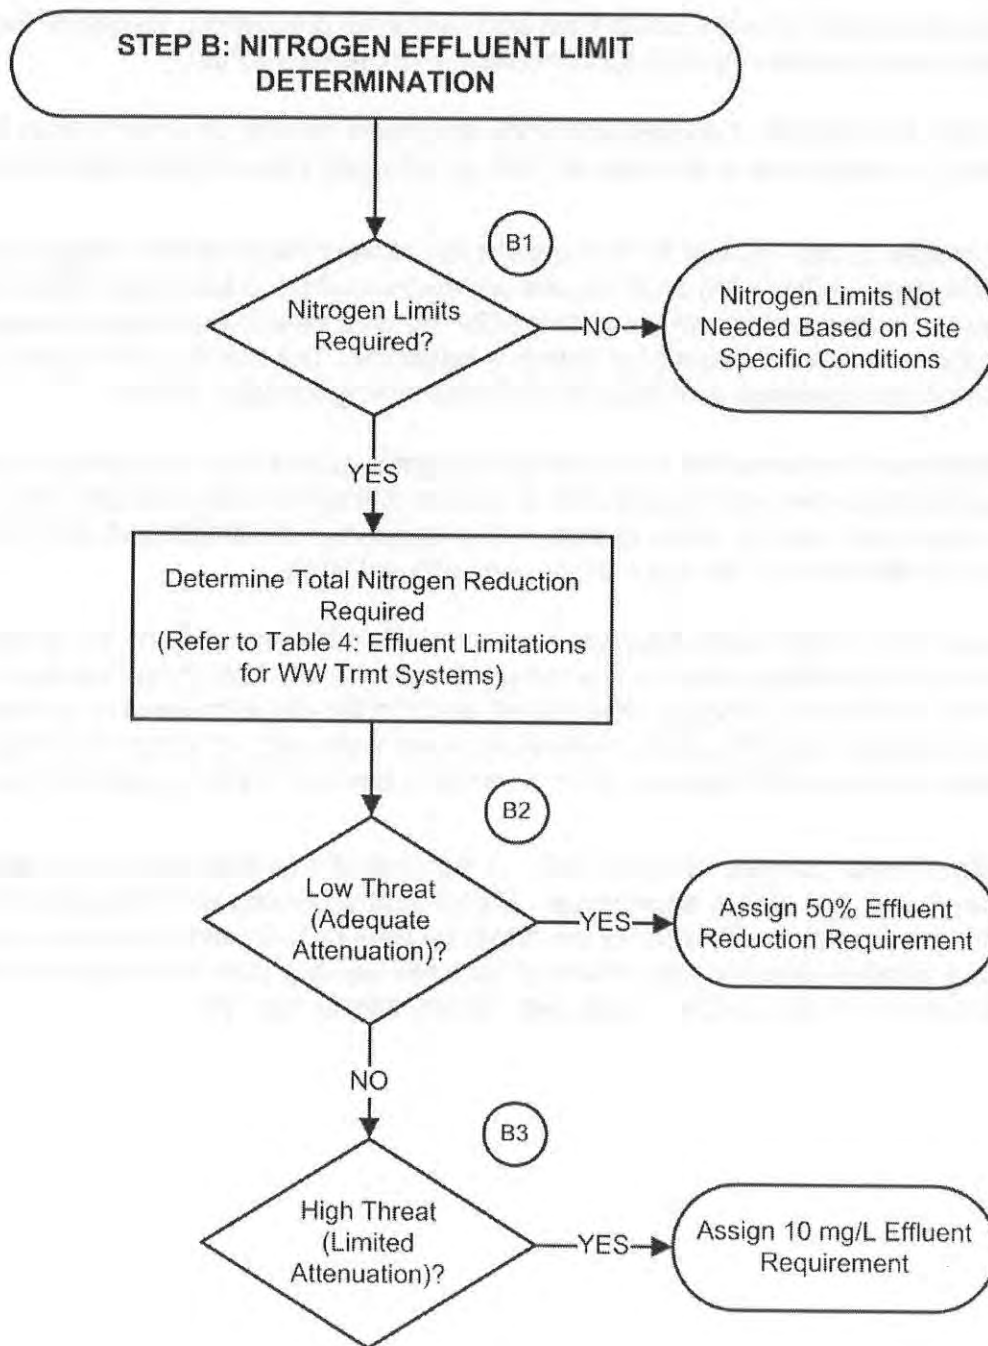 STEP B: NITROGEN EFFLUENT LIMIT
DETERMINATION
B1
Nitrogen Limits
Required?
NO
Nitrogen Limits Not
Needed Based on Site
Specific Conditions
YES
Determine Total Nitrogen Reduction
Required
(Refer to Table 4: Effluent Limitations
for WW Trmt Systems)
B2
Low Threat
(Adequate
Attenuation)?
YES
Assign 50% Effluent
Reduction Requirement
NO
B3
High Threat
(Limited
Attenuation)?
YES
Assign 10 mg/L Effluent
Requirement